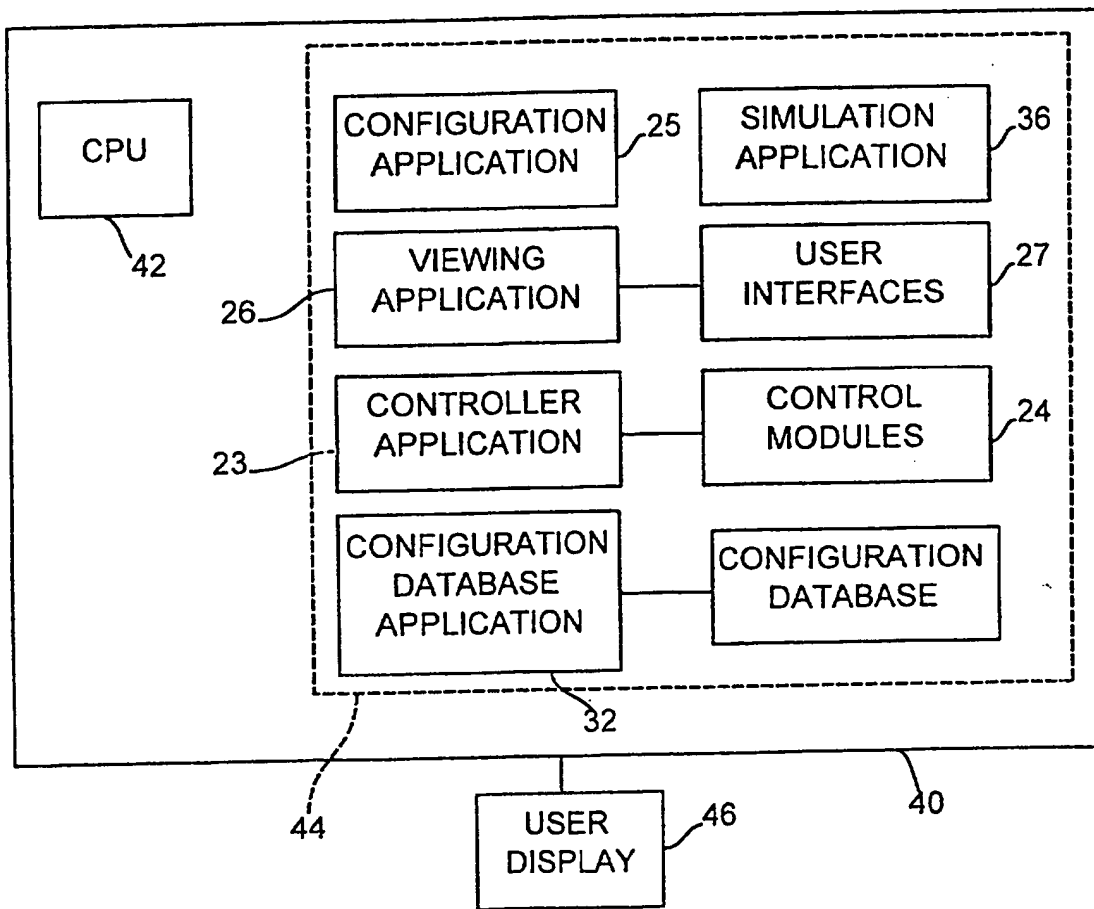 CPU
42
CONFIGURATION
APPLICATION
25
SIMULATION
APPLICATION
36
VIEWING
APPLICATION
26
USER
INTERFACES
27
CONTROLLER
APPLICATION
23
CONTROL
MODULES
24
CONFIGURATION
DATABASE
APPLICATION
32
CONFIGURATION
DATABASE
44
40
USER
DISPLAY
46